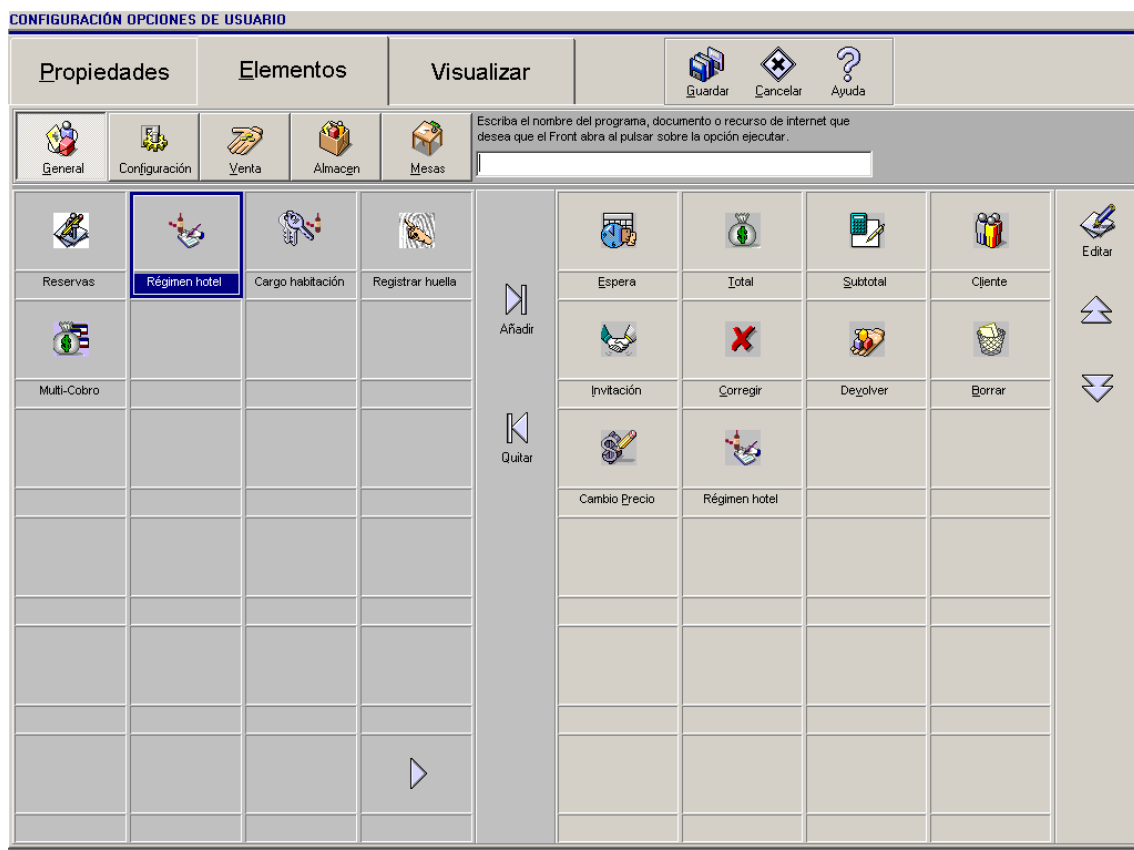 CONFIGURACIÓN OPCIONES DE USUARIO
Propiedades
Elementos
Visualizar
Guardar
Cancelar
Ayuda
General
Configuración
Venta
Almacen
Mesas
Escriba el nombre del programa, documento o recurso de internet que
desea que el Front abra al pulsar sobre la opción ejecutar.
Reservas
Régimen hotel
Cargo habitación
Registrar huella
Multi-Cobro
Añadir
Quitar
Espera
Total
Subtotal
Cliente
Invitación
Corregir
Devolver
Borrar
Cambio Precio
Régimen hotel
Editar